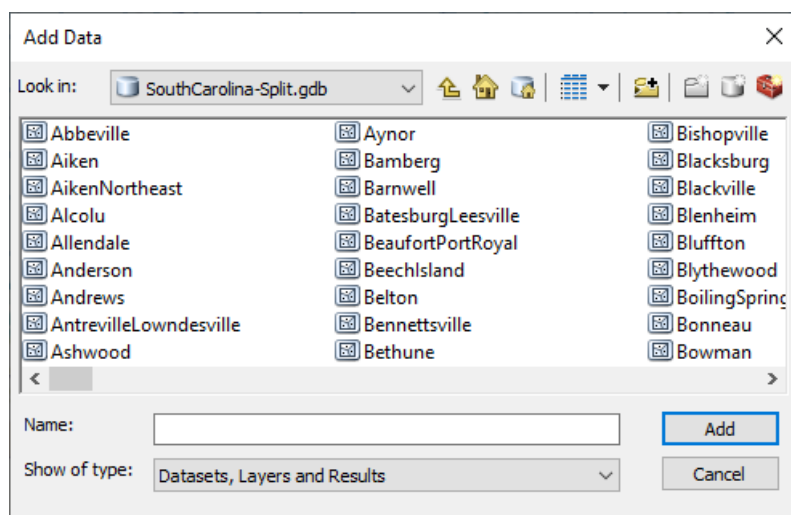 Add Data
Look in: SouthCarolina-Split.gdb
Abbeville Aynor Bishopville
Aiken Bamberg Blacksburg
AikenNortheast Barnwell Blackville
Alcolu BatesburgLeesville Blenheim
Allendale BeaufortPortRoyal Bluffton
Anderson BeechIsland Blythewood
Andrews Belton BoilingSpring
AntrevilleLowndesville Bennettsville Bonneau
Ashwood Bethune Bowman
Name: Add
Show of type: Datasets, Layers and Results Cancel